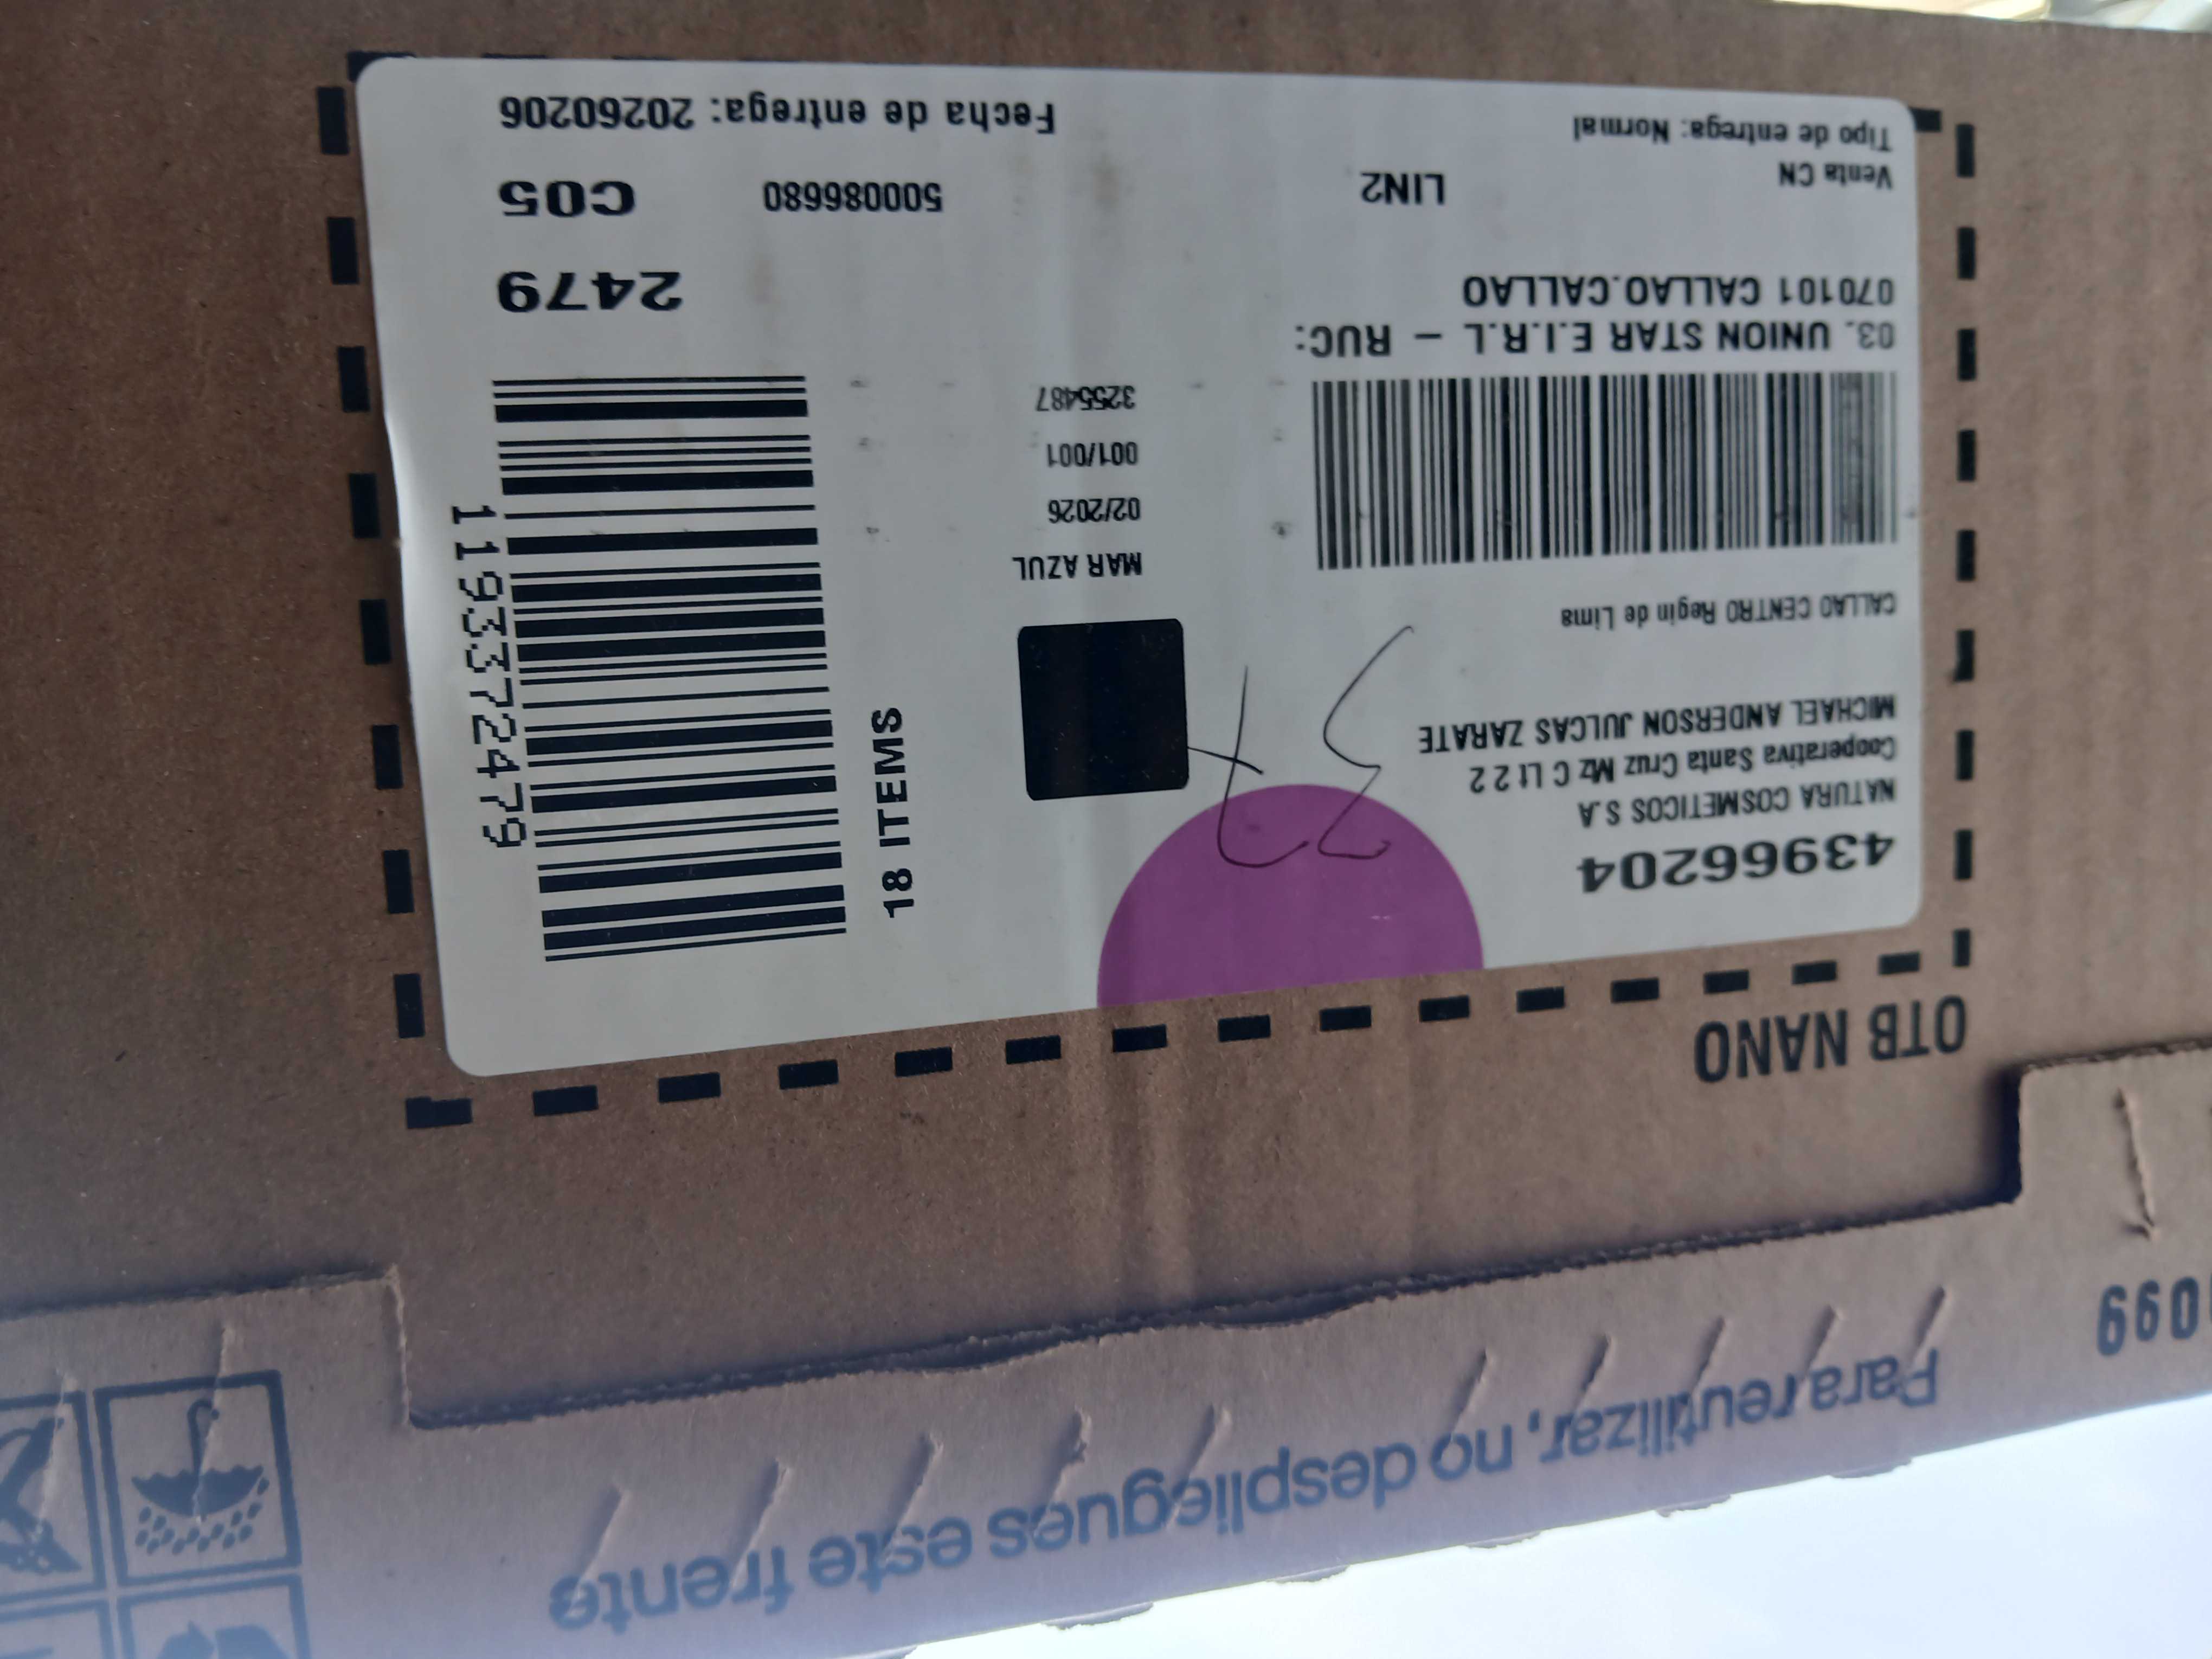 OTB NANO
43966204
NATURA COSMETICOS S.A
Cooperativa Santa Cruz Mz C Lt 2 2
MICHAEL ANDERSON JULCAS ZARATE
CALLAO CENTRO Regin de Lima
37
MAR AZUL
02/2026
001/001
3255487
18 ITEMS
1193372479
03. UNION STAR E.I.R.L - RUC:
070101 CALLAO.CALLAO
2479
Venta CN
LIN2
500086680
C05
Tipo de entrega: Normal
Fecha de entrega: 20260206
Para reutilizar, no despliegues este frente